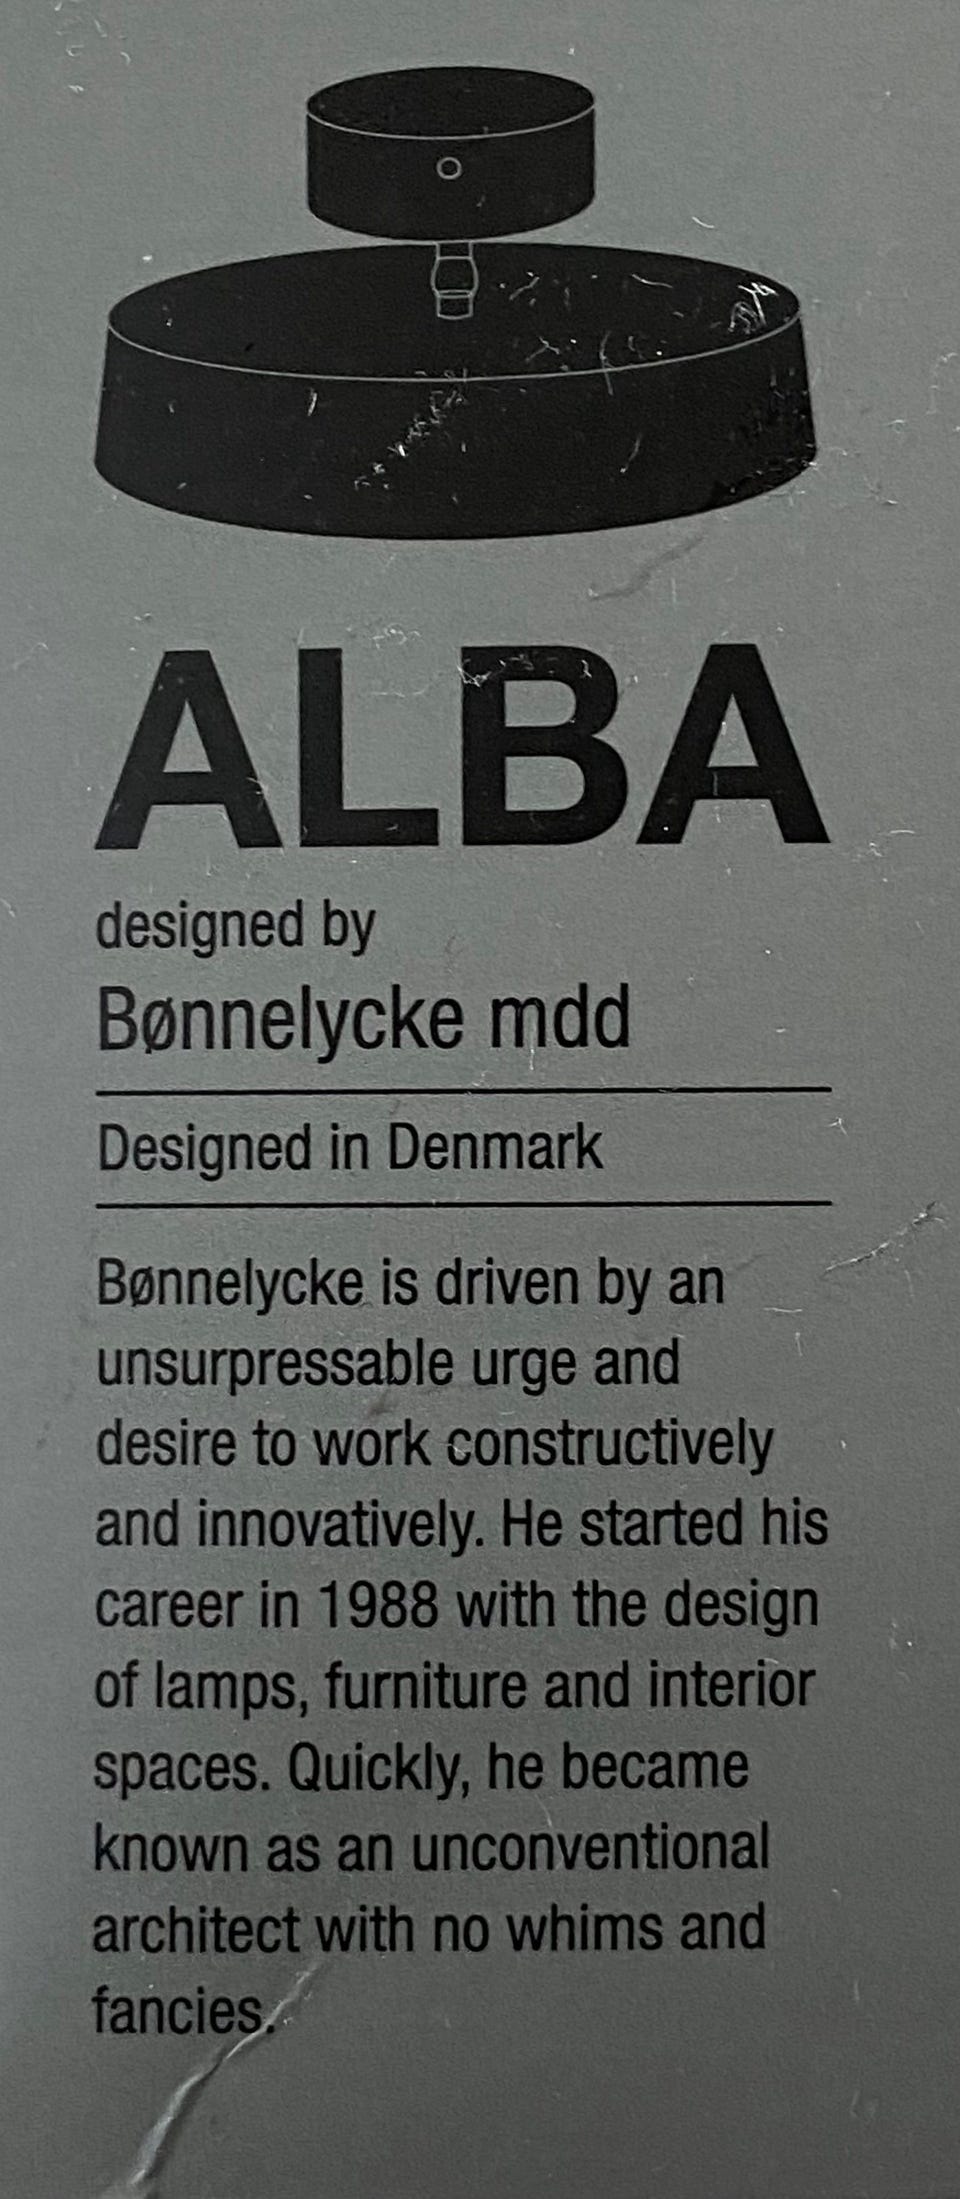 ALBA
designed by
Bønnelycke mdd
Designed in Denmark
Bønnelycke is driven by an
unsurpressable urge and
desire to work constructively
and innovatively. He started his
career in 1988 with the design
of lamps, furniture and interior
spaces. Quickly, he became
known as an unconventional
architect with no whims and
fancies.